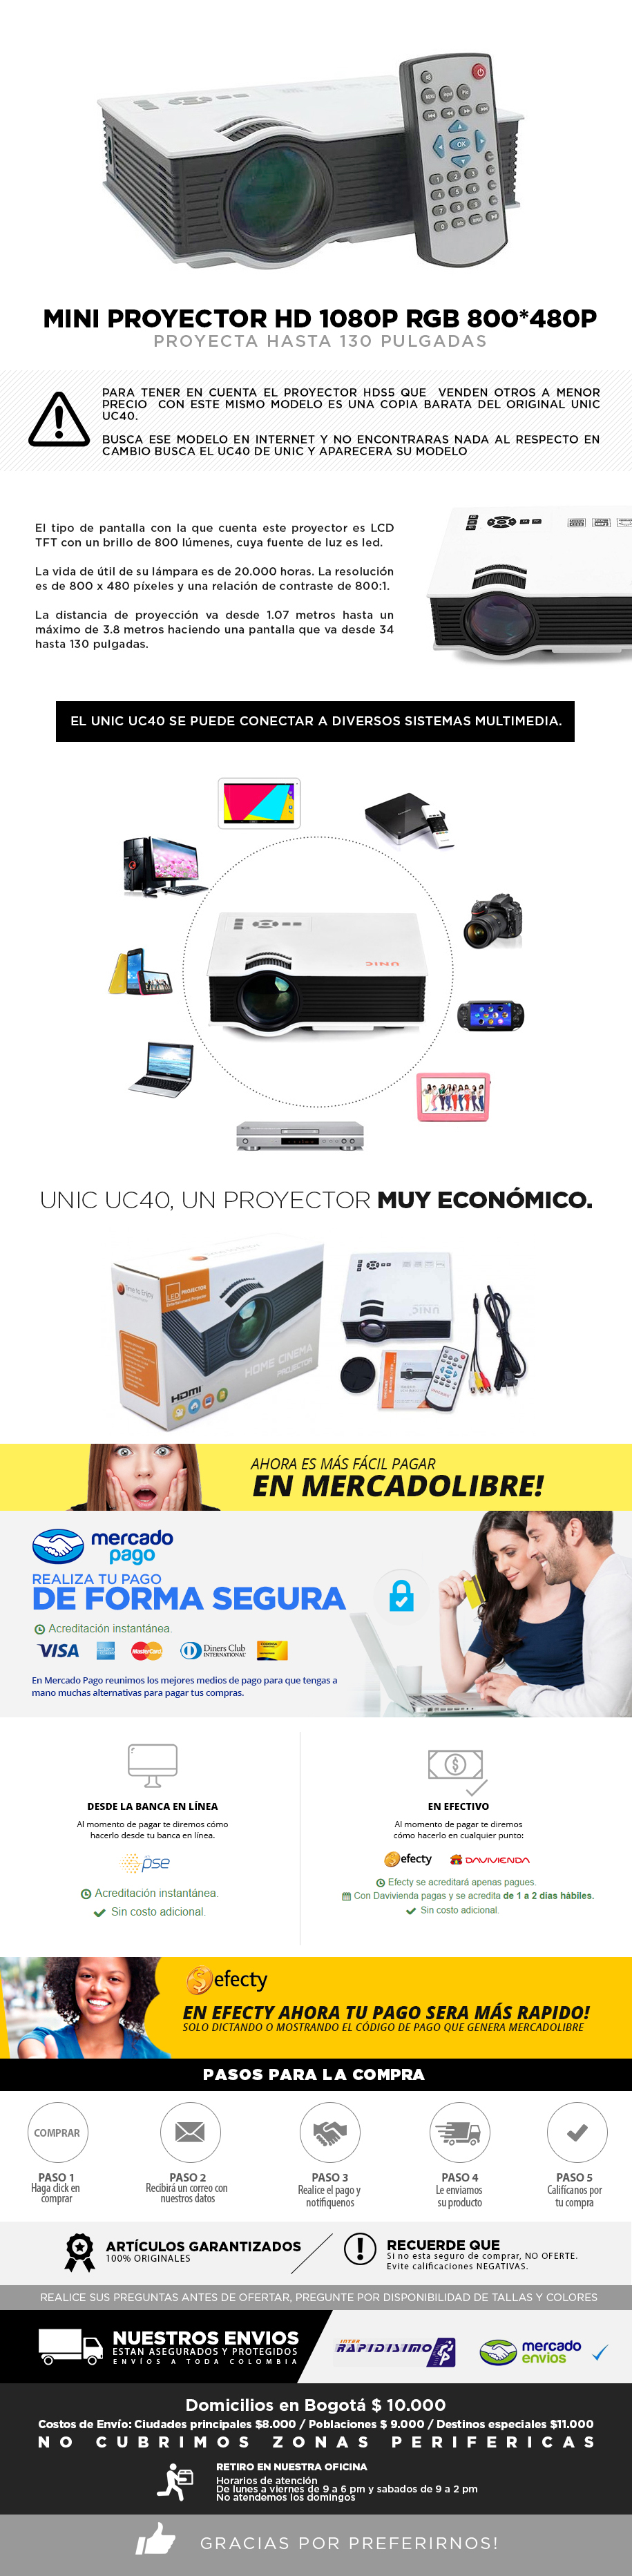 MINI PROYECTOR HD 1080P RGB 800*480P
PROYECTA HASTA 130 PULGADAS
PARA TENER EN CUENTA EL PROYECTOR HDS5 QUE VENDEN OTROS A MENOR
PRECIO CON ESTE MISMO MODELO ES UNA COPIA BARATA DEL ORIGINAL UNIC
UC40.
BUSCA ESE MODELO EN INTERNET Y NO ENCONTRARAS NADA AL RESPECTO EN
CAMBIO BUSCA EL UC40 DE UNIC Y APARECERA SU MODELO
El tipo de pantalla con la que cuenta este proyector es LCD
TFT con un brillo de 800 lúmenes, cuya fuente de luz es led.
La vida de útil de su lámpara es de 20.000 horas. La resolución
es de 800 x 480 píxeles y una relación de contraste de 800:1.
La distancia de proyección va desde 1.07 metros hasta un
máximo de 3.8 metros haciendo una pantalla que va desde 34
hasta 130 pulgadas.
EL UNIC UC40 SE PUEDE CONECTAR A DIVERSOS SISTEMAS MULTIMEDIA.
UNIC
UNIC UC40, UN PROYECTOR MUY ECONÓMICO.
LED PROJECTOR
HOME CINEMA
PROJECTOR
HDMI
UNIC
AHORA ES MÁS FÁCIL PAGAR
EN MERCADOLIBRE!
mercado
pago
REALIZA TU PAGO
DE FORMA SEGURA
Acreditación instantánea.
VISA
MasterCard
Diners Club
INTERNATIONAL
En Mercado Pago reunimos los mejores medios de pago para que tengas a
mano muchas alternativas para pagar tus compras.
DESDE LA BANCA EN LÍNEA
Al momento de pagar te diremos cómo
hacerlo desde tu banca en línea.
pse
Acreditación instantánea.
Sin costo adicional.
EN EFECTIVO
Al momento de pagar te diremos
cómo hacerlo en cualquier punto:
efecty
DAVIVIENDA
Efecty se acreditará apenas pagues.
Con Davivienda pagas y se acredita de 1 a 2 días hábiles.
Sin costo adicional.
efecty
EN EFECTY AHORA TU PAGO SERA MÁS RAPIDO!
SOLO DICTANDO O MOSTRANDO EL CÓDIGO DE PAGO QUE GENERA MERCADOLIBRE
PASOS PARA LA COMPRA
COMPRAR
PASO 1
Haga click en
comprar
PASO 2
Recibirá un correo con
nuestros datos
PASO 3
Realice el pago y
notifiquenos
PASO 4
Le enviamos
su producto
PASO 5
Califícanos por
tu compra
ARTÍCULOS GARANTIZADOS
100% ORIGINALES
RECUERDE QUE
Si no esta seguro de comprar, NO OFERTE.
Evite calificaciones NEGATIVAS.
REALICE SUS PREGUNTAS ANTES DE OFERTAR, PREGUNTE POR DISPONIBILIDAD DE TALLAS Y COLORES
NUESTROS ENVIOS
ESTAN ASEGURADOS Y PROTEGIDOS
ENVÍOS A TODA COLOMBIA
INTER
RAPIDISIMO
mercado
envios
Domicilios en Bogotá $ 10.000
Costos de Envío: Ciudades principales $8.000 / Poblaciones $ 9.000 / Destinos especiales $11.000
NO CUBRIMOS ZONAS PERIFERICAS
RETIRO EN NUESTRA OFICINA
Horarios de atención
De lunes a viernes de 9 a 6 pm y sabados de 9 a 2 pm
No atendemos los domingos
GRACIAS POR PREFERIRNOS!